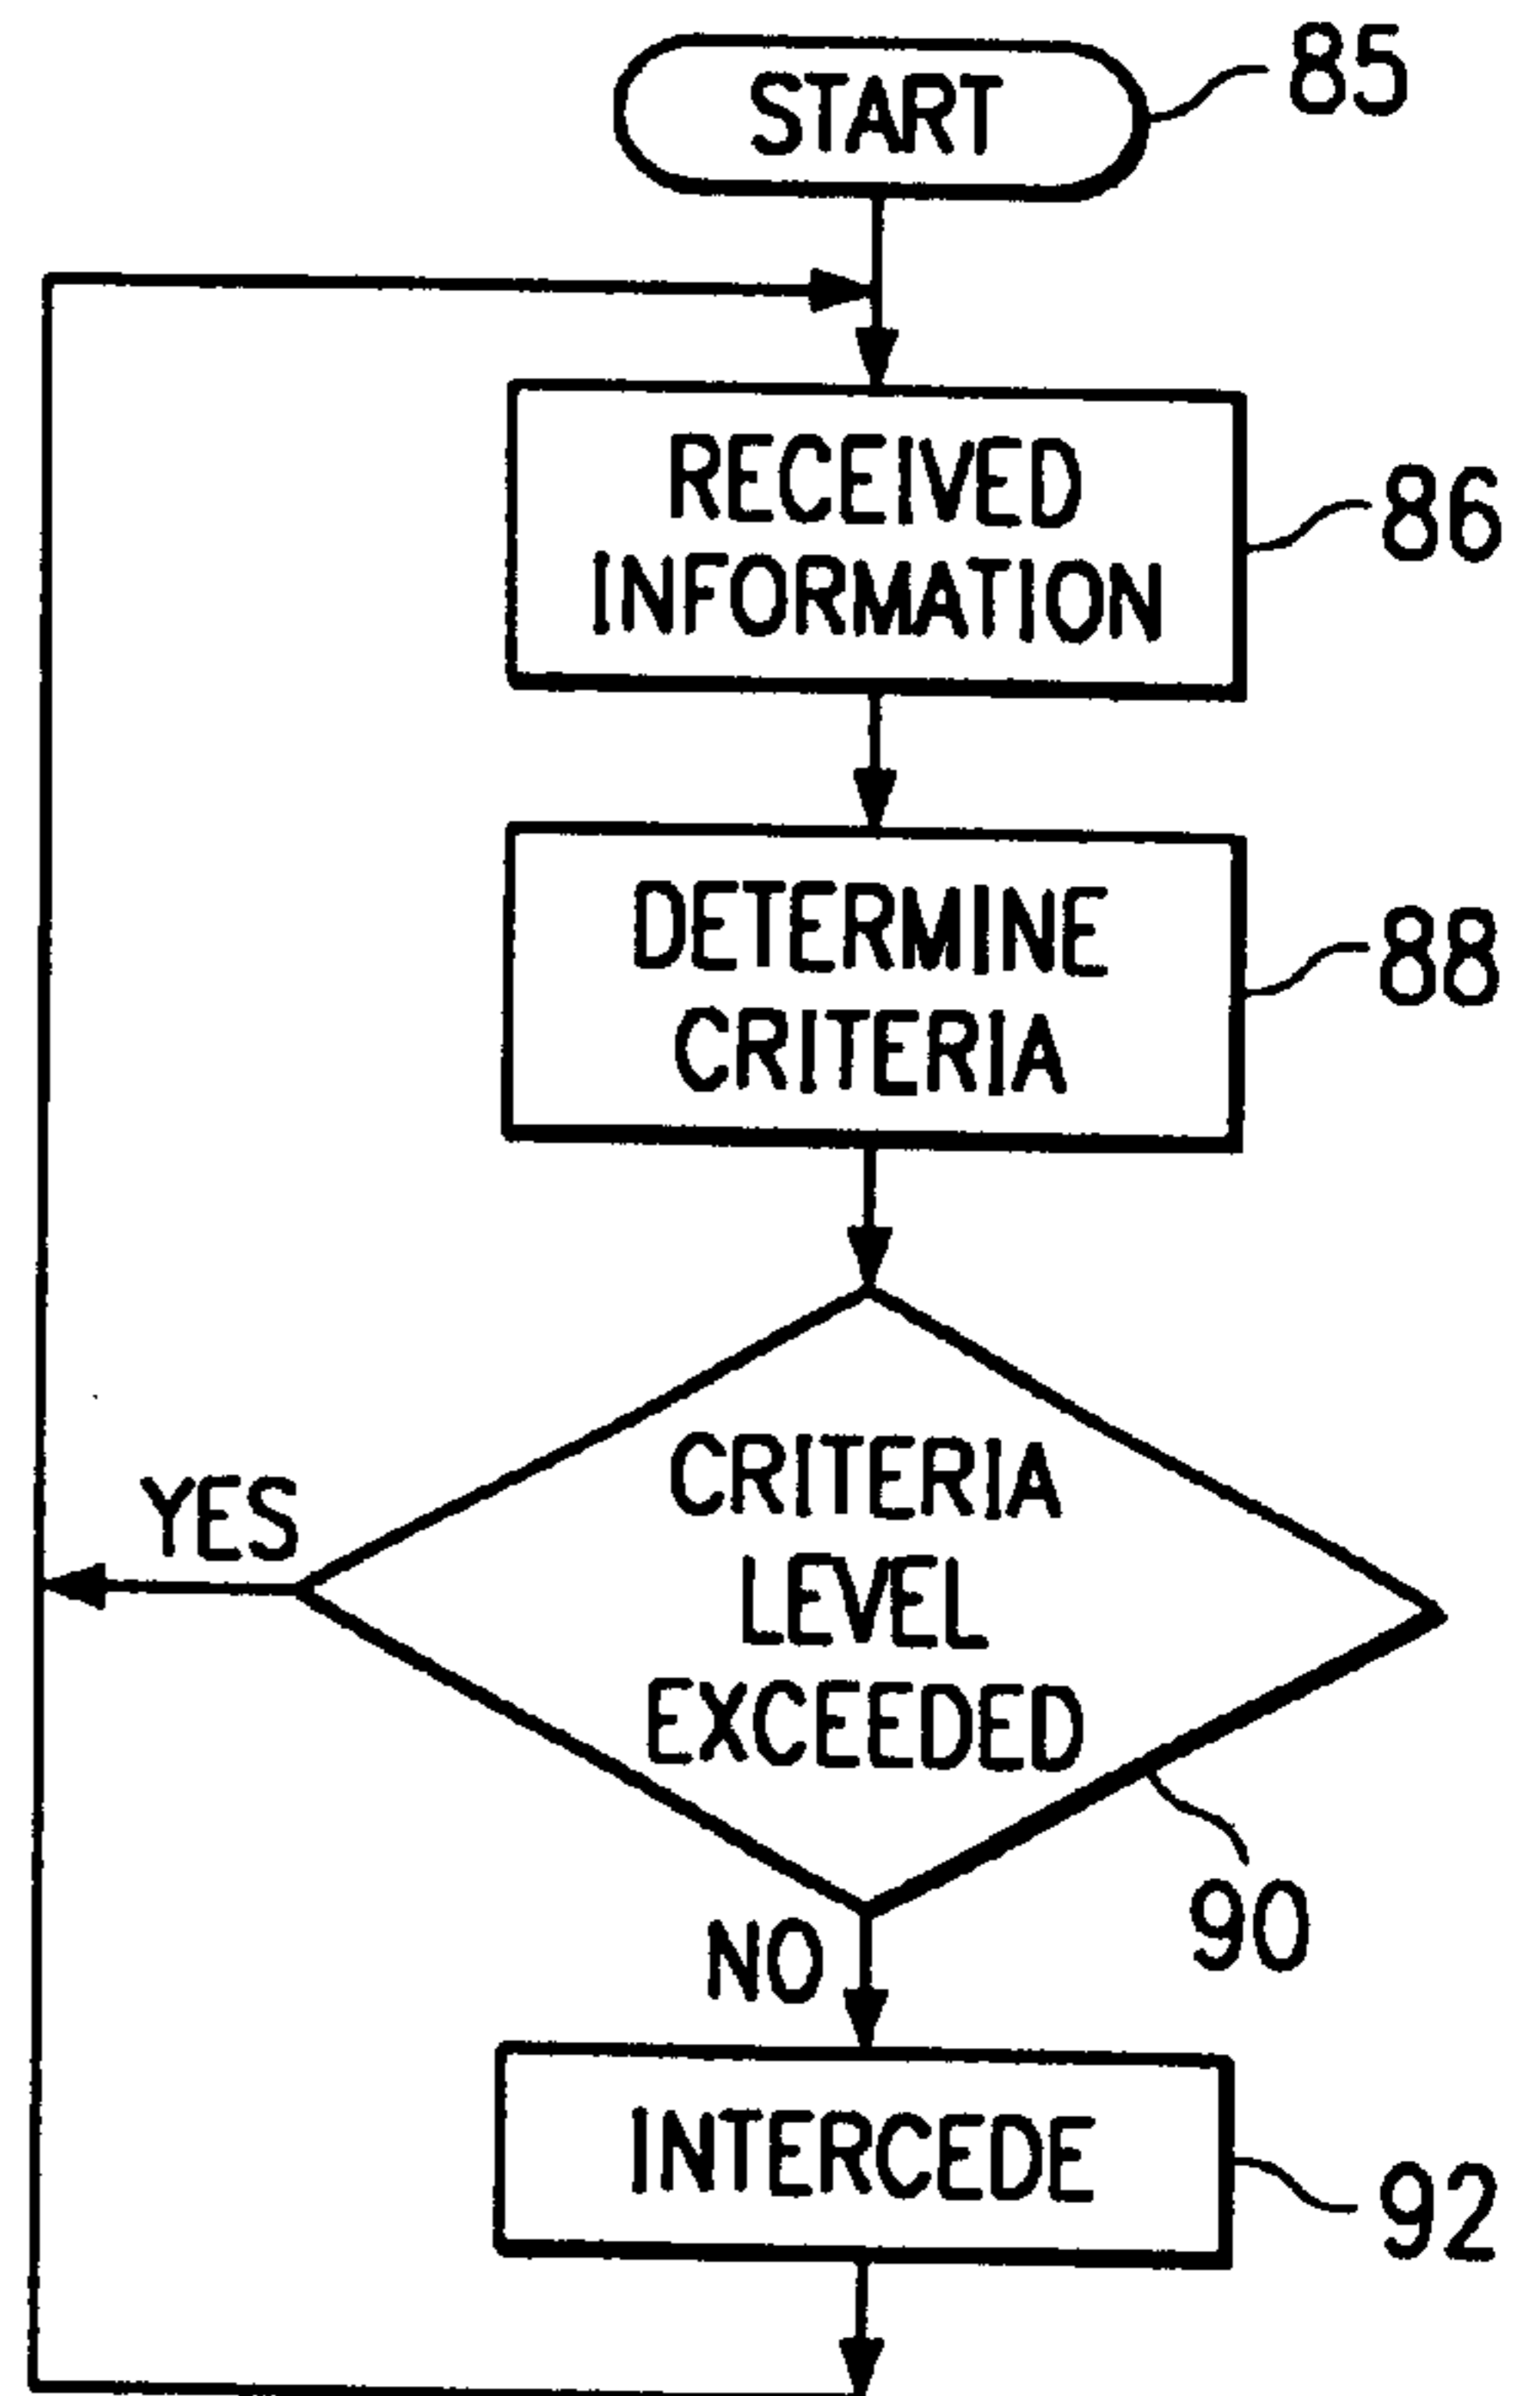 START
85
RECEIVED
INFORMATION
86
DETERMINE
CRITERIA
88
CRITERIA
LEVEL
EXCEEDED
YES
90
NO
INTERCEDE
92